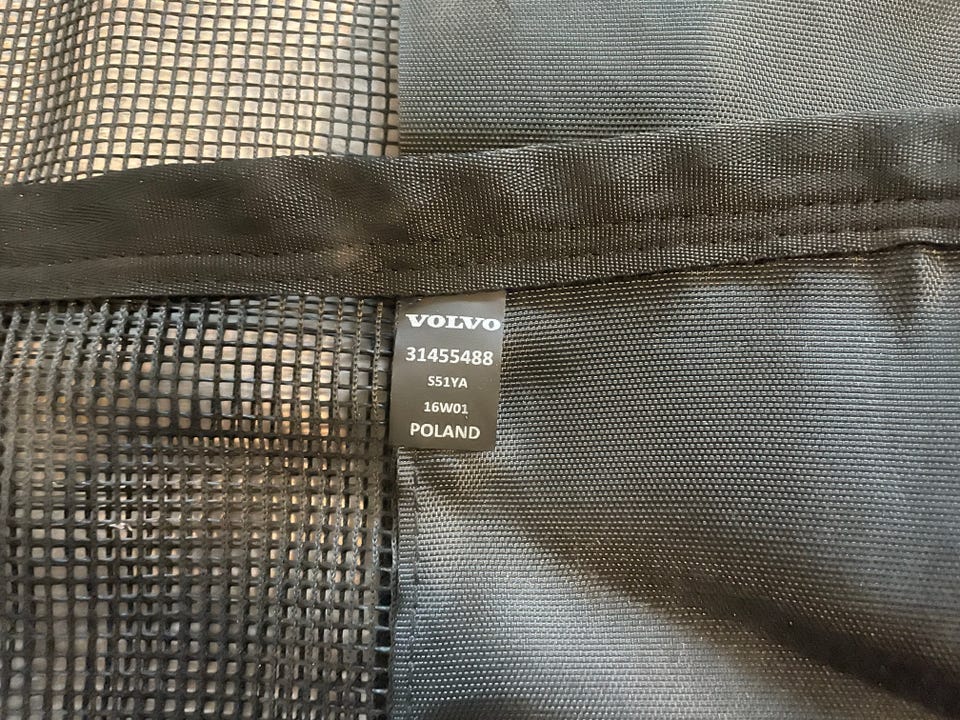 VOLVO
31455488
S51YA
16W01
POLAND